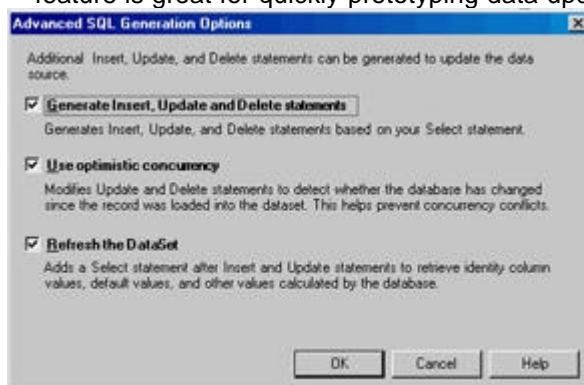 feature is great for quickly prototyping data upd
Advanced SQL Generation Options
Additional Insert, Update, and Delete statements can be generated to update the data
source.
Generate Insert, Update and Delete statements
Generates Insert, Update, and Delete statements based on your Select statement.
Use optimistic concurrency
Modifies Update and Delete statements to detect whether the database has changed
since the record was loaded into the dataset. This helps prevent concurrency conflicts.
Refresh the DataSet
Adds a Select statement after Insert and Update statements to retrieve identity column
values, default values, and other values calculated by the database.
OK Cancel Help